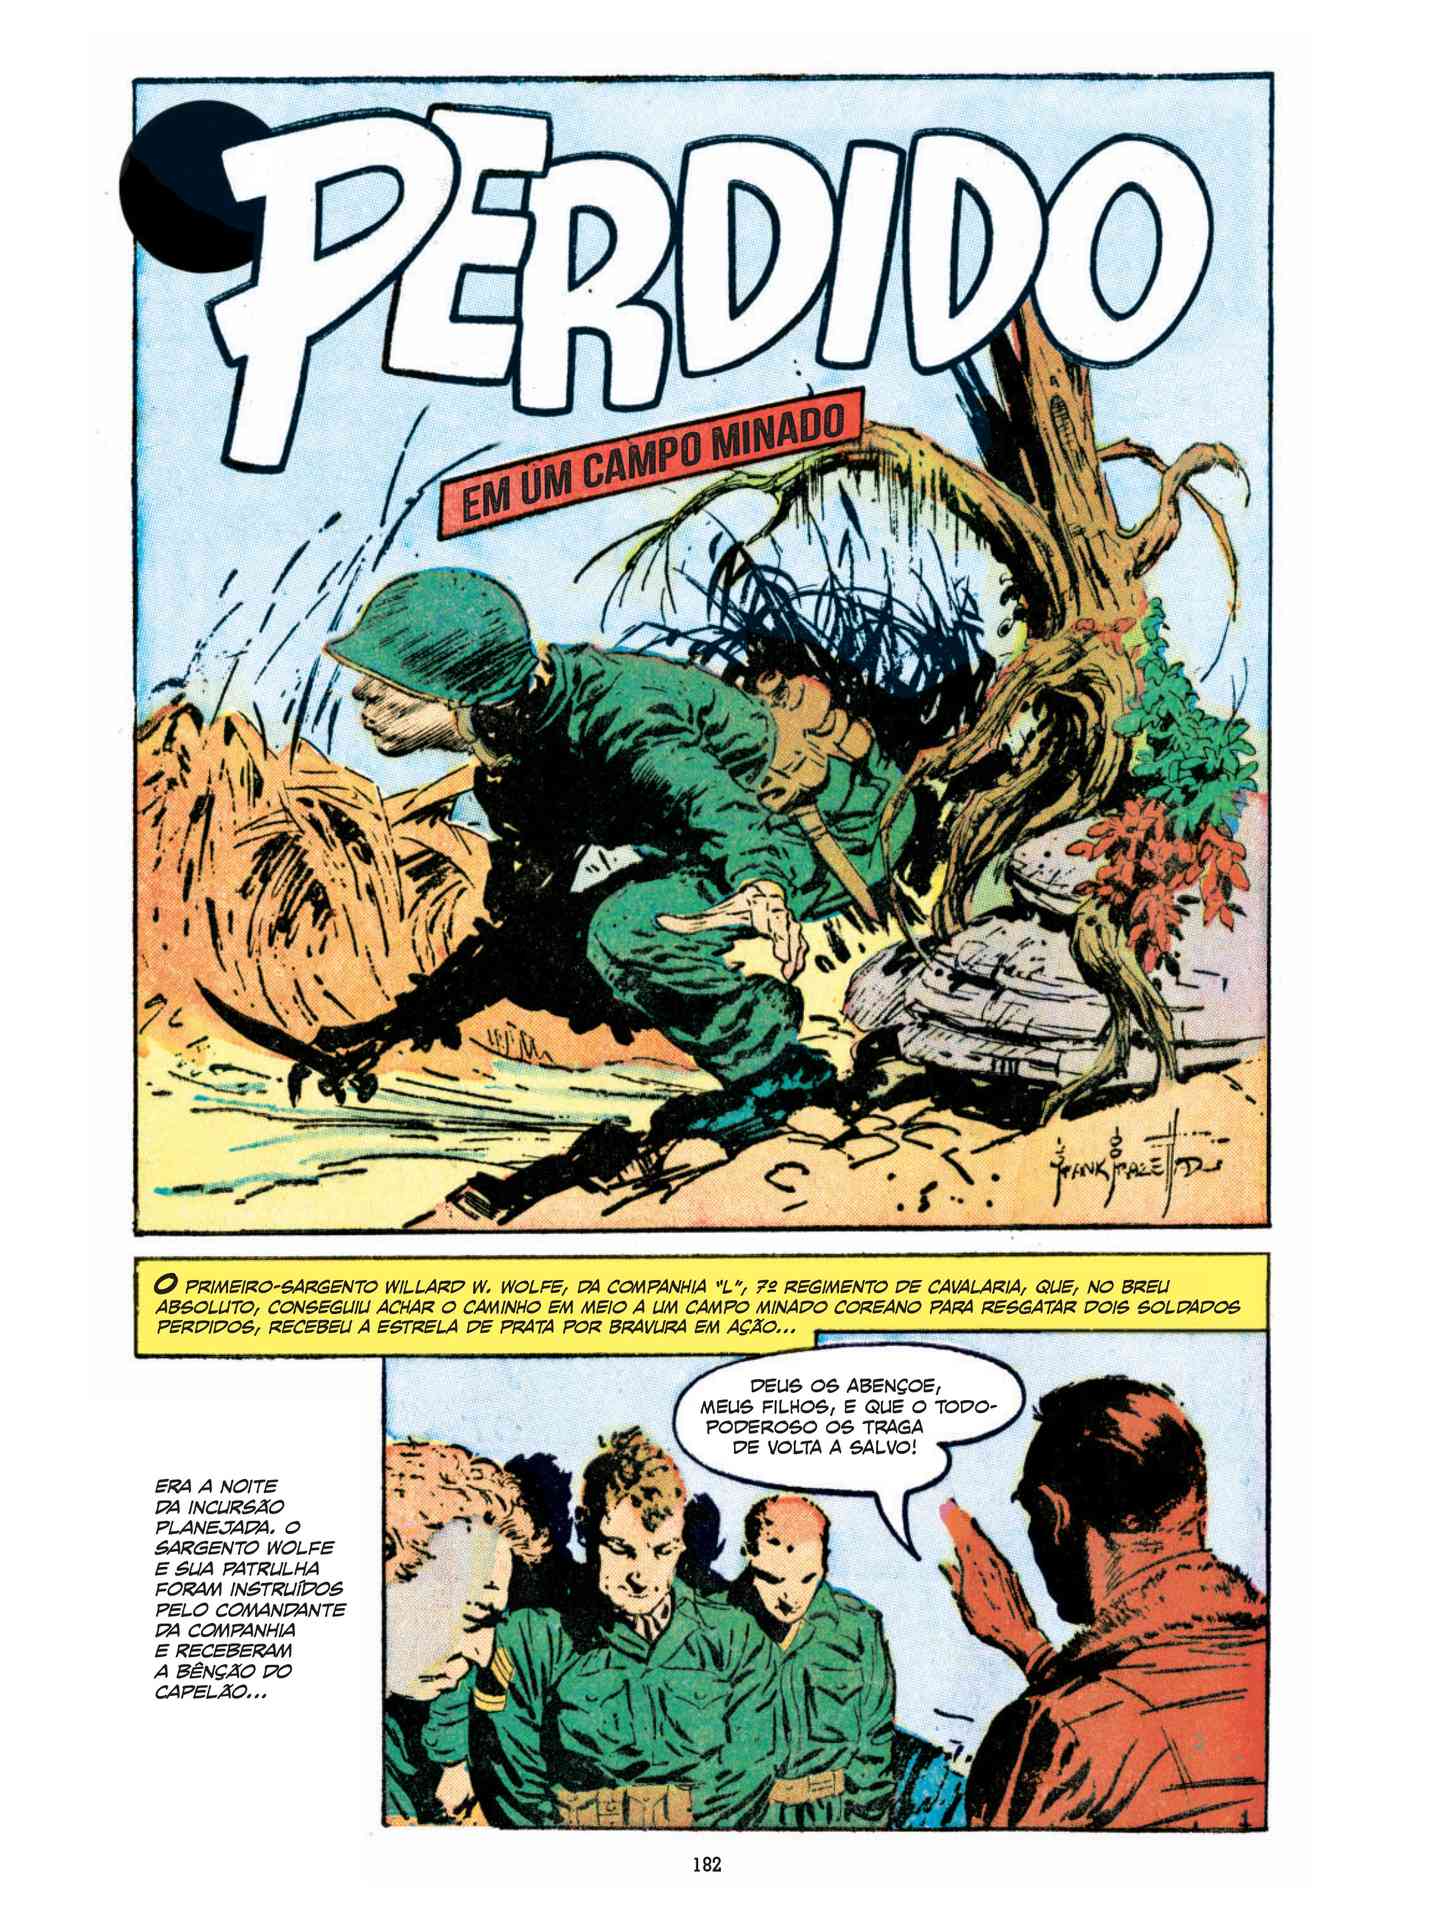 PERDIDO
EM UM CAMPO MINADO
FRANK FRAZETTA
O PRIMEIRO-SARGENTO WILLARD W. WOLFE, DA COMPANHIA "L", 7º REGIMENTO DE CAVALARIA, QUE, NO BREU
ABSOLUTO, CONSEGUIU ACHAR O CAMINHO EM MEIO A UM CAMPO MINADO COREANO PARA RESGATAR DOIS SOLDADOS
PERDIDOS, RECEBEU A ESTRELA DE PRATA POR BRAVURA EM AÇÃO...
ERA A NOITE
DA INCURSÃO
PLANEJADA. O
SARGENTO WOLFE
E SUA PATRULHA
FORAM INSTRUÍDOS
PELO COMANDANTE
DA COMPANHIA
E RECEBERAM
A BÊNÇÃO DO
CAPELÃO...
DEUS OS ABENÇOE,
MEUS FILHOS, E QUE O TODO-
PODEROSO OS TRAGA
DE VOLTA A SALVO!
182